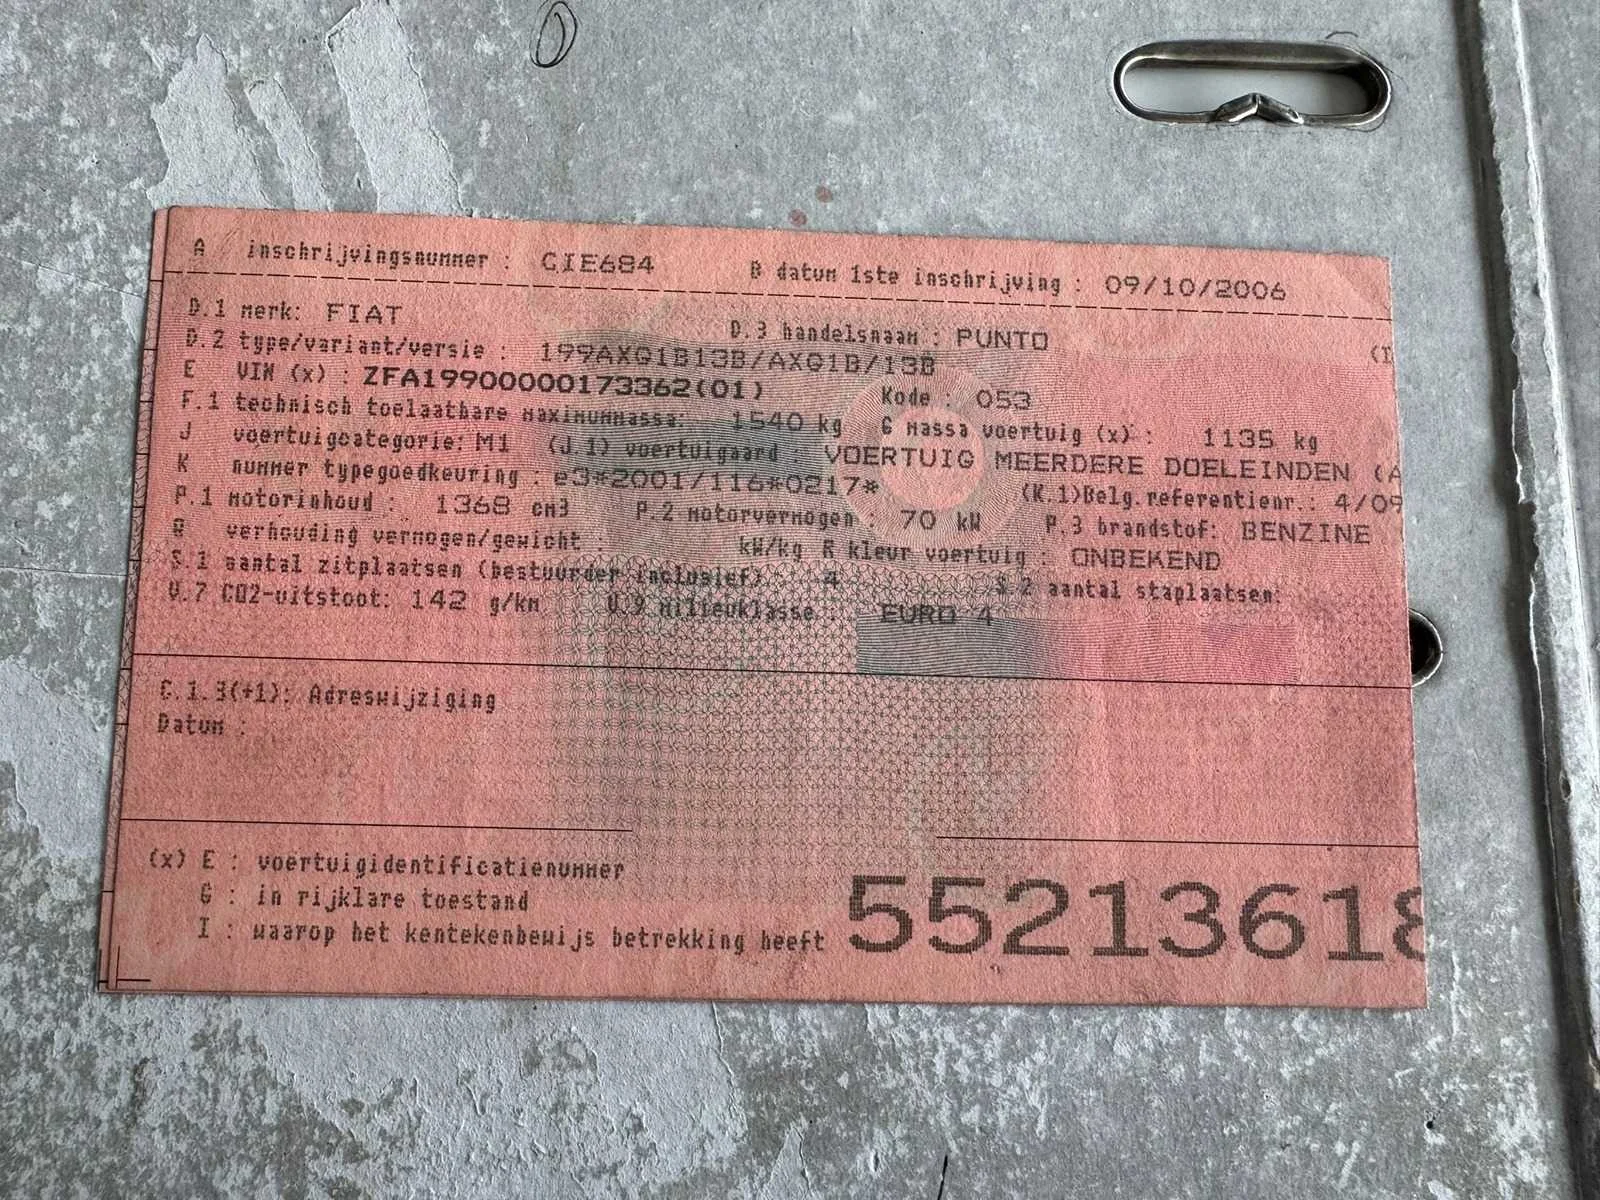 A inschrijvingsnummer : CIE684 B datum 1ste inschrijving : 09/10/2006
D.1 merk: FIAT D.3 handelsnaam : PUNTO
D.2 type/variant/versie : 199AXG1B13B/AXG1B/13B (I
E VIN (x) : ZFA19900000173362(01) Kode : 053
F.1 technisch toelaatbare maximummassa: 1540 kg G massa voertuig (x) : 1135 kg
J voertuigcategorie: M1 (J.1) voertuigaard : VOERTUIG MEERDERE DOELEINDEN (A
K nummer typegoedkeuring : e3*2001/116*0217* (K.1)Belg.referentienr.: 4/09
P.1 motorinhoud : 1368 cm3 P.2 motorvermogen : 70 kW P.3 brandstof: BENZINE
Q verhouding vermogen/gewicht : kW/kg R kleur voertuig : ONBEKEND
S.1 aantal zitplaatsen (bestuurder inclusief) : 4 S.2 aantal staplaatsen:
V.7 CO2-uitstoot: 142 g/km V.9 milieuklasse : EURO 4
C.1.3(+1): Adreswijziging
Datum :
(x) E : voertuigidentificatienummer
G : in rijklare toestand
I : waarop het kentekenbewijs betrekking heeft 55213618